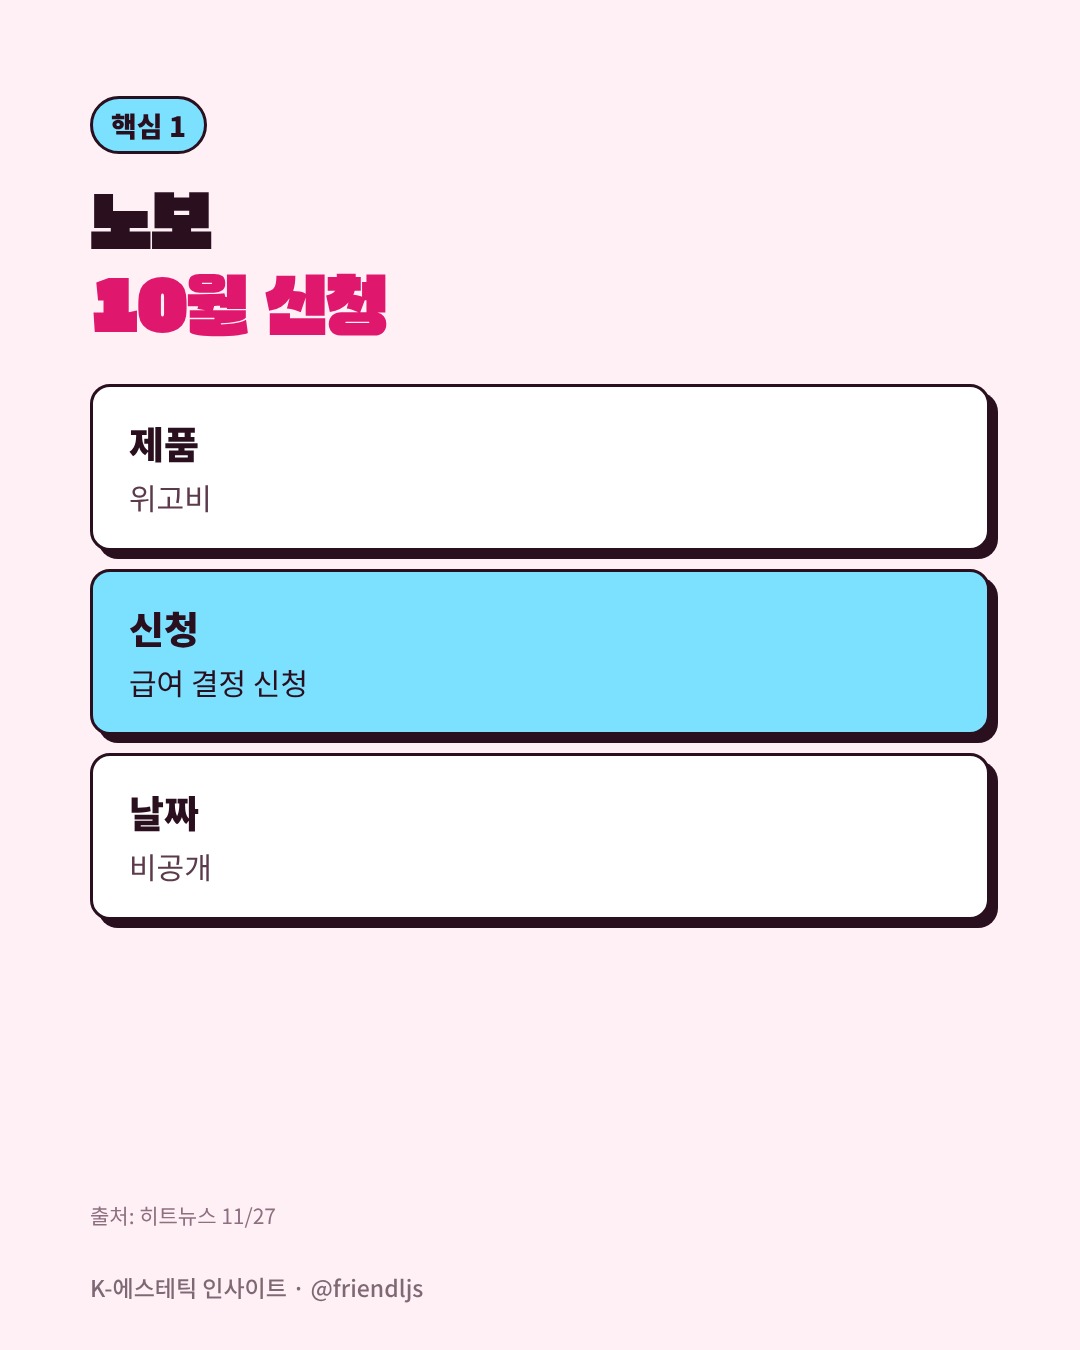 핵심 1
노보
10월 신청
제품
위고비
신청
급여 결정 신청
날짜
비공개
출처: 히트뉴스 11/27
K-에스테틱 인사이트 · @friendljs